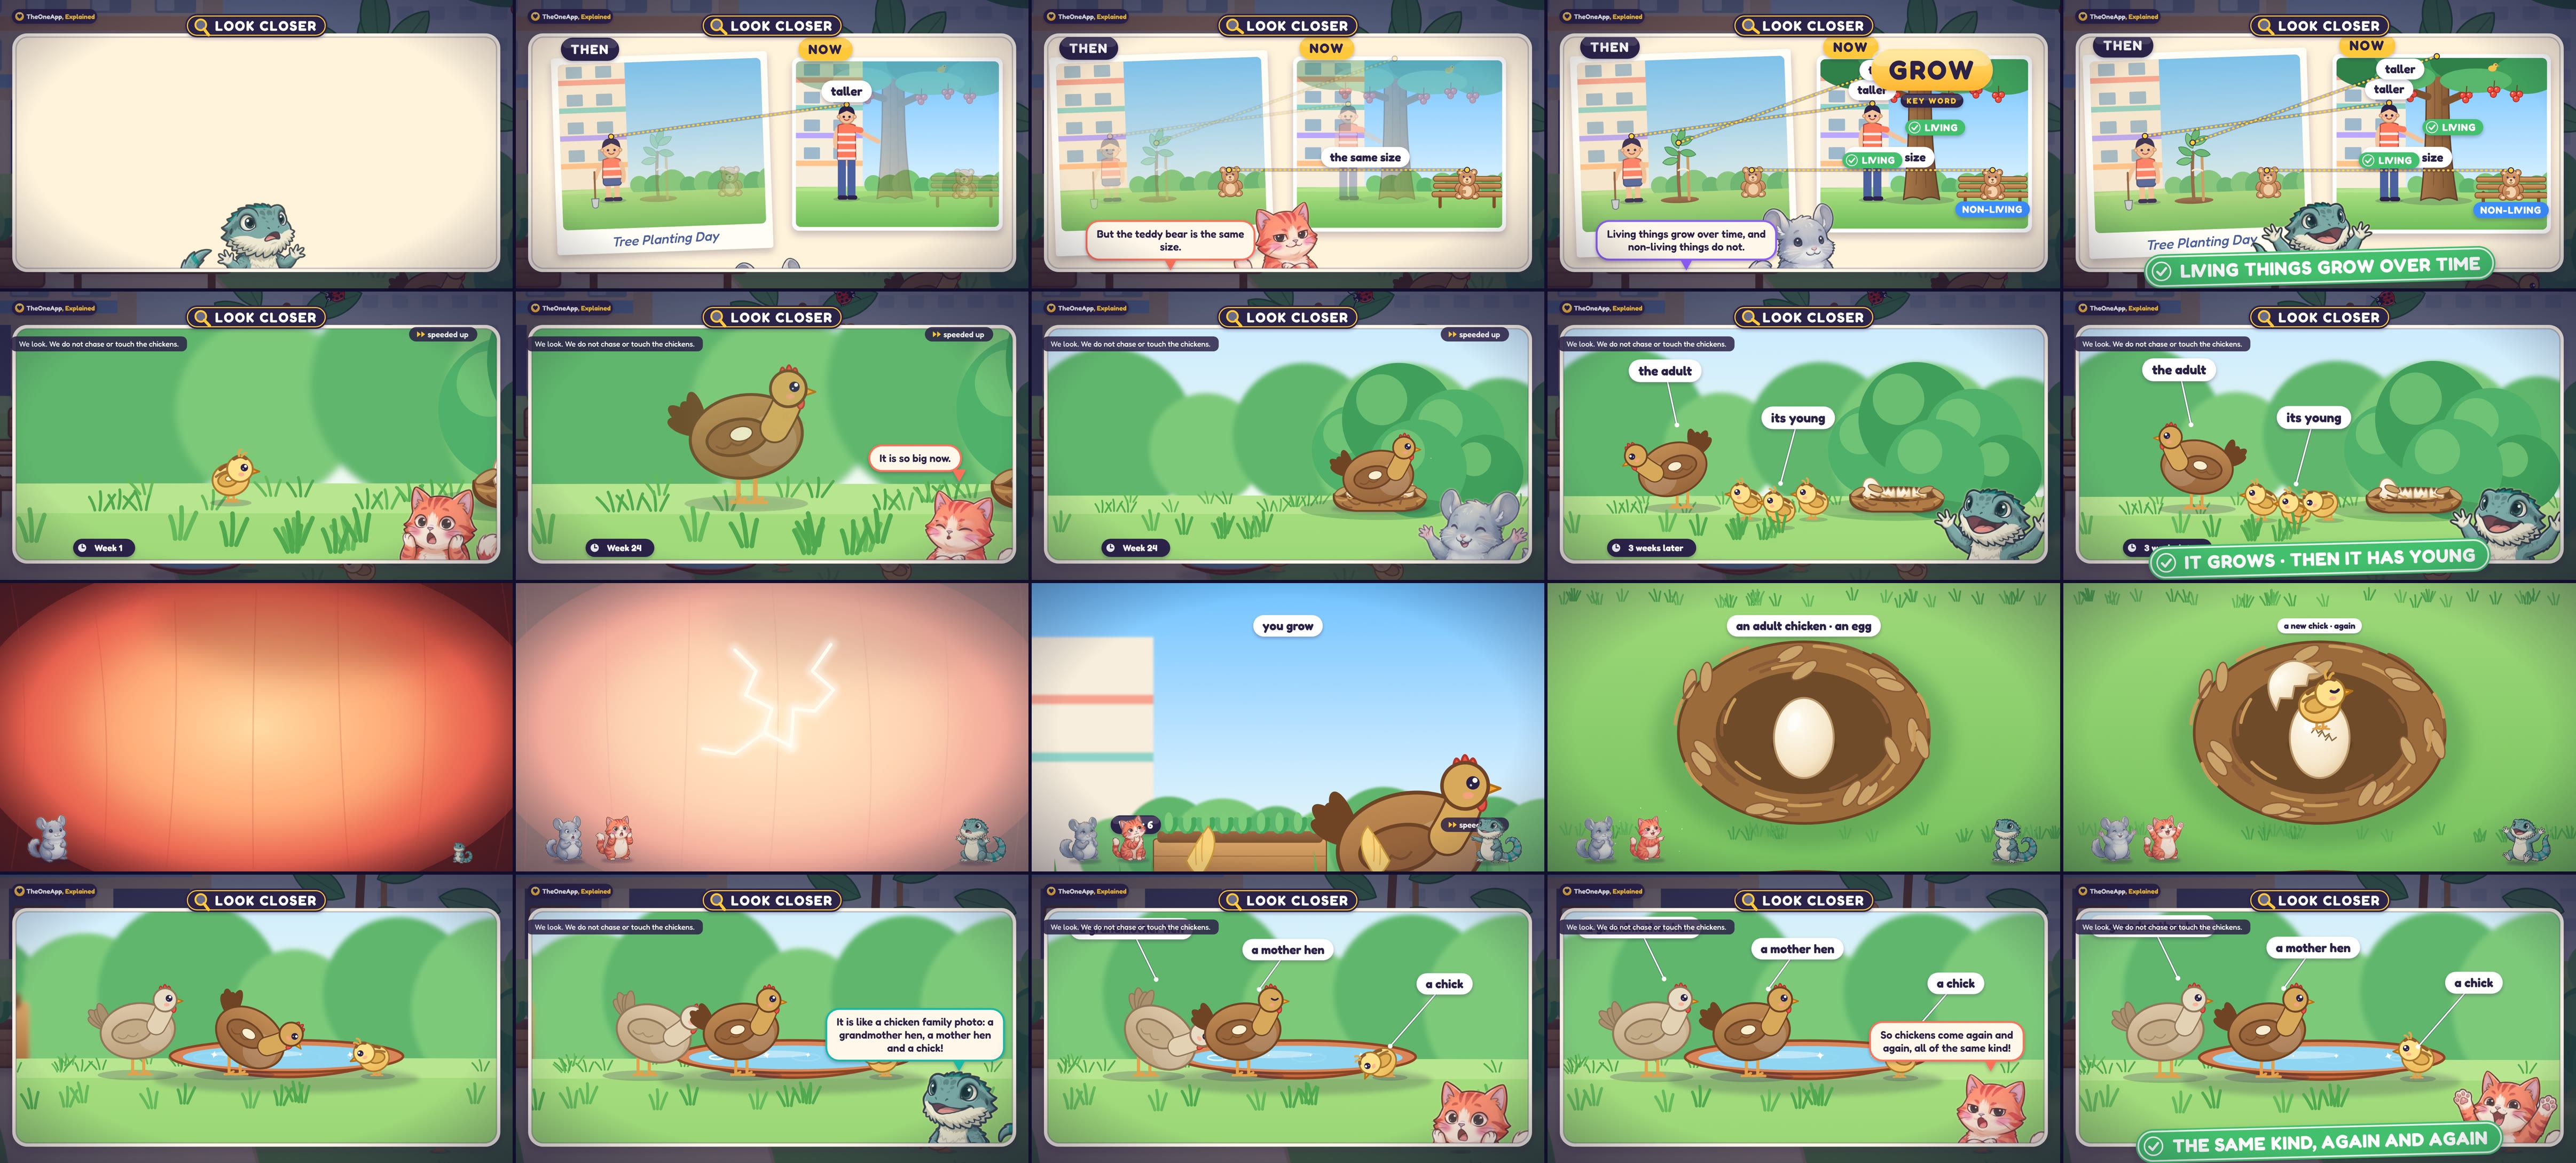 TheOneApp, Explained
LOOK CLOSER
TheOneApp, Explained
LOOK CLOSER
THEN
NOW
taller
Tree Planting Day
TheOneApp, Explained
LOOK CLOSER
THEN
NOW
the same size
But the teddy bear is the same
size.
TheOneApp, Explained
LOOK CLOSER
THEN
NOW
GROW
KEY WORD
taller
LIVING
LIVING
size
NON-LIVING
Living things grow over time, and
non-living things do not.
TheOneApp, Explained
LOOK CLOSER
THEN
NOW
taller
taller
LIVING
LIVING
size
NON-LIVING
Tree Planting Day
LIVING THINGS GROW OVER TIME
TheOneApp, Explained
LOOK CLOSER
speeded up
We look. We do not chase or touch the chickens.
Week 1
TheOneApp, Explained
LOOK CLOSER
speeded up
We look. We do not chase or touch the chickens.
It is so big now.
Week 24
TheOneApp, Explained
LOOK CLOSER
speeded up
We look. We do not chase or touch the chickens.
Week 24
TheOneApp, Explained
LOOK CLOSER
We look. We do not chase or touch the chickens.
the adult
its young
3 weeks later
TheOneApp, Explained
LOOK CLOSER
We look. We do not chase or touch the chickens.
the adult
its young
IT GROWS · THEN IT HAS YOUNG
you grow
6
an adult chicken · an egg
a new chick · again
TheOneApp, Explained
LOOK CLOSER
TheOneApp, Explained
LOOK CLOSER
We look. We do not chase or touch the chickens.
It is like a chicken family photo: a
grandmother hen, a mother hen
and a chick!
TheOneApp, Explained
LOOK CLOSER
We look. We do not chase or touch the chickens.
a mother hen
a chick
TheOneApp, Explained
LOOK CLOSER
We look. We do not chase or touch the chickens.
a mother hen
a chick
So chickens come again and
again, all of the same kind!
TheOneApp, Explained
LOOK CLOSER
We look. We do not chase or touch the chickens.
a mother hen
a chick
THE SAME KIND, AGAIN AND AGAIN